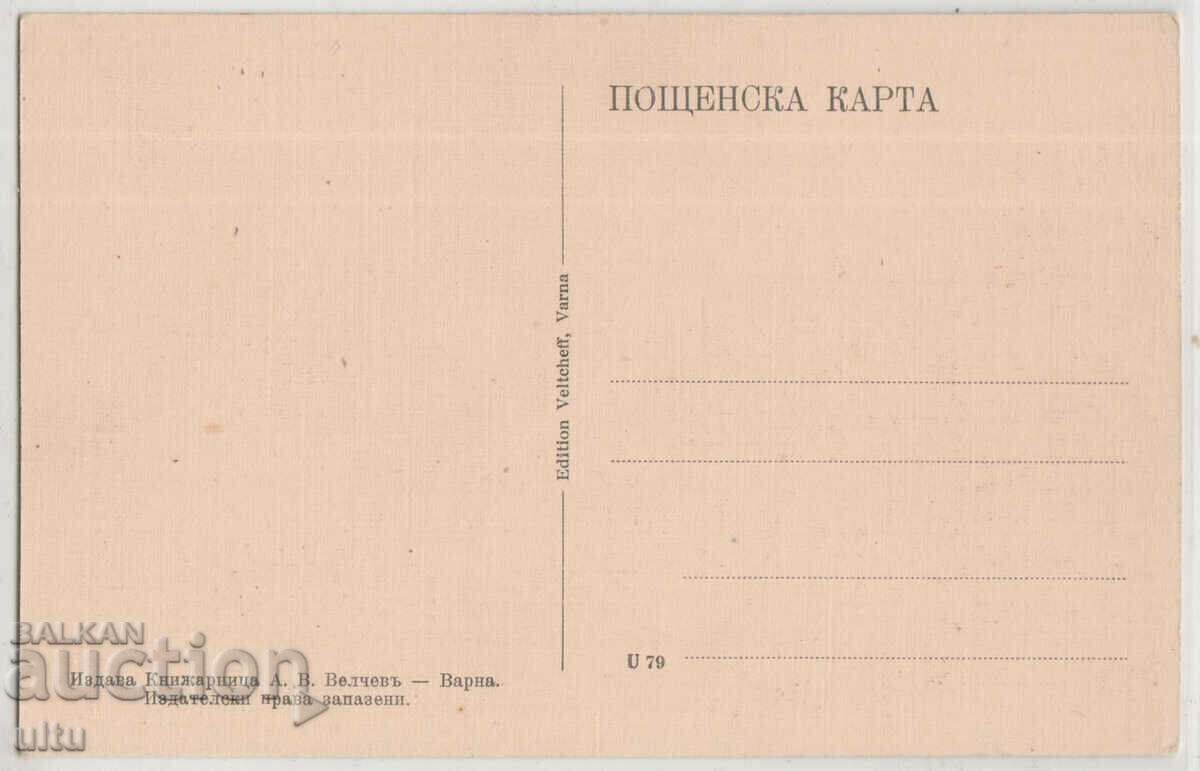 ПОЩЕНСКА КАРТА
Edition Veltcheff, Varna
U 79
Издава Книжарница А. В. Велчевъ — Варна.
Издателски права запазени.
BALKAN
auction
ultu